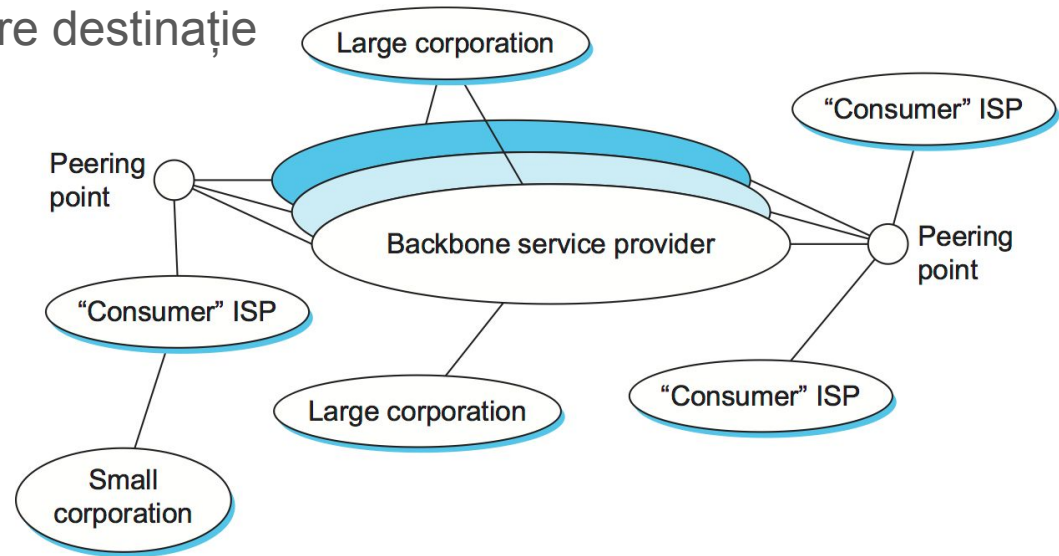 re destinație
Large corporation
“Consumer” ISP
Peering
point
Backbone service provider
Peering
point
“Consumer” ISP
Large corporation
“Consumer” ISP
Small
corporation